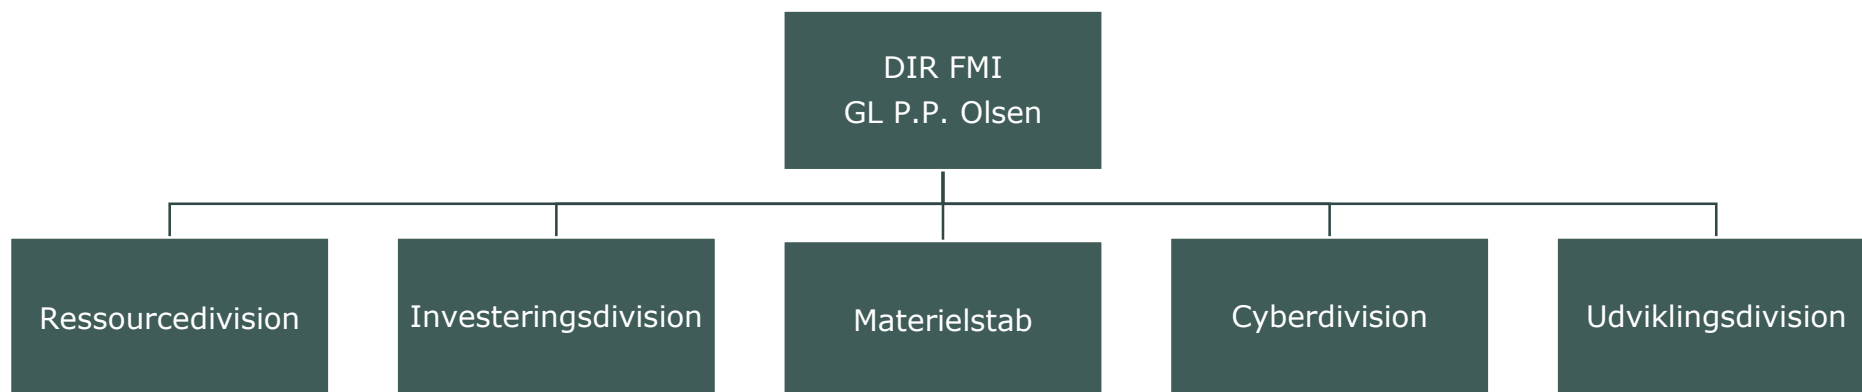 DIR FMI
GL P.P. Olsen
Ressourcedivision
Investeringsdivision
Materielstab
Cyberdivision
Udviklingsdivision